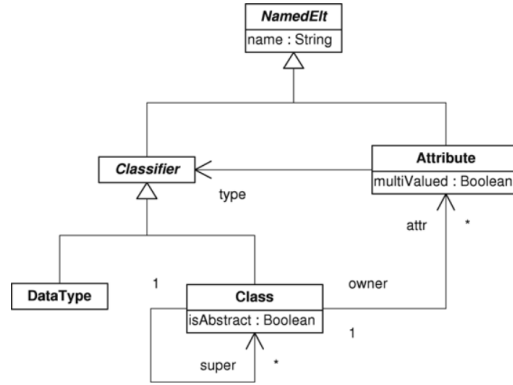 NamedElt
name : String
Classifier
Attribute
multiValued : Boolean
type
attr
*
DataType
1
Class
isAbstract : Boolean
owner
1
super
*